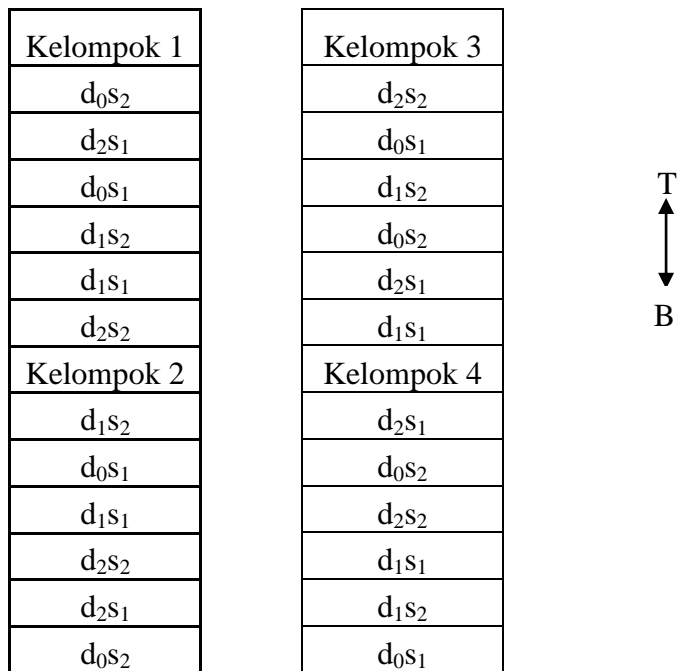 Kelompok 1
d₀s₂
d₂s₁
d₀s₁
d₁s₂
d₁s₁
d₂s₂
Kelompok 2
d₁s₂
d₀s₁
d₁s₁
d₂s₂
d₂s₁
d₀s₂
Kelompok 3
d₂s₂
d₀s₁
d₁s₂
d₀s₂
d₂s₁
d₁s₁
Kelompok 4
d₂s₁
d₀s₂
d₂s₂
d₁s₁
d₁s₂
d₀s₁
T
B